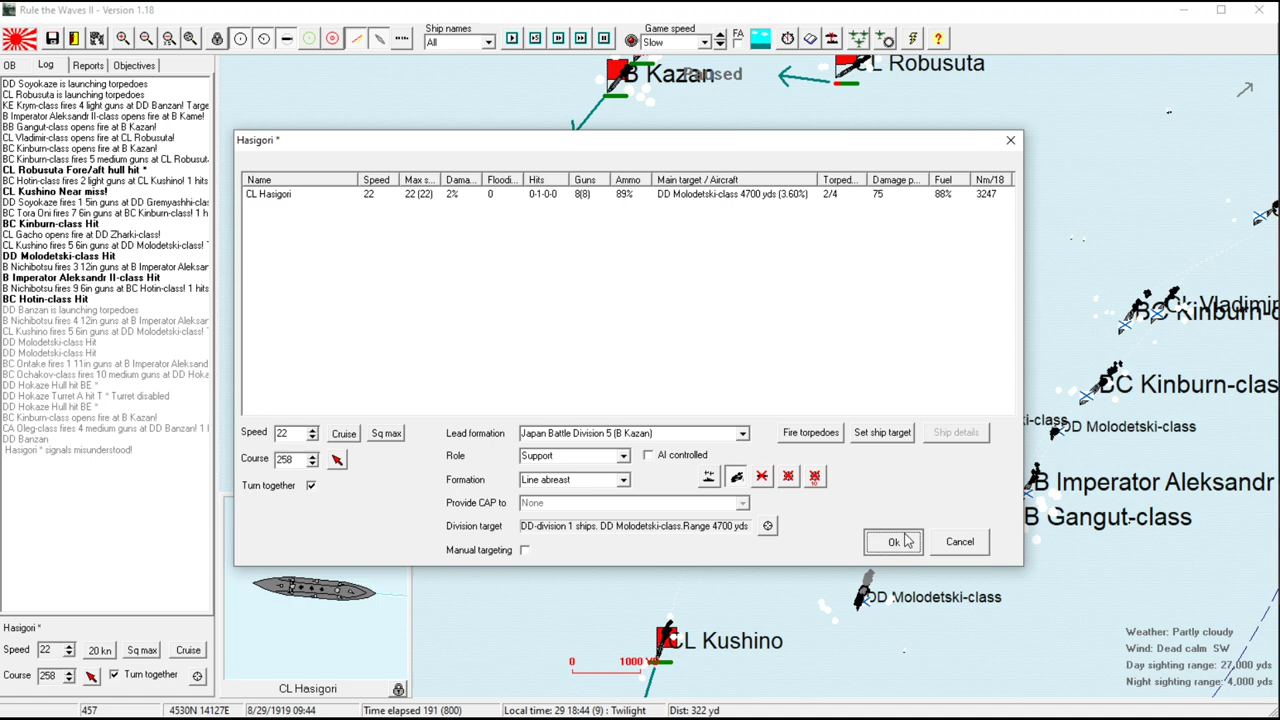 Rule the Waves II - Version 1.18
Ship names
All
Game speed
Slow
FA
OB Log Reports Objectives
DD Soyokaze is launching torpedoes
CL Robusuta is launching torpedoes
KE Krym-class fires 4 light guns at DD Banzan! Targe
B Imperator Aleksandr II-class opens fire at B Kame!
BB Gangut-class opens fire at B Kazan!
CL Vladimir-class opens fire at CL Robusuta!
BC Kinburn-class opens fire at B Kazan!
BC Kinburn-class fires 5 medium guns at CL Robusut
CL Robusuta Fore/aft hull hit *
BC Hotin-class fires 2 light guns at CL Kushino! 1 hits
CL Kushino Near miss!
DD Soyokaze fires 1 5in guns at DD Gremyashhi-clas
BC Tora Oni fires 7 6in guns at BC Kinburn-class! 1 h
BC Kinburn-class Hit
CL Gacho opens fire at DD Zharki-class!
CL Kushino fires 5 6in guns at DD Molodetski-class! 
DD Molodetski-class Hit
B Nichibotsu fires 3 12in guns at B Imperator Aleksar
B Imperator Aleksandr II-class Hit
B Nichibotsu fires 9 6in guns at BC Hotin-class! 1 hits
BC Hotin-class Hit
DD Banzan is launching torpedoes
B Nichibotsu fires 4 12in guns at B Imperator Aleksar
CL Kushino fires 5 6in guns at DD Molodetski-class! 
DD Molodetski-class Hit
DD Molodetski-class Hit
BC Ontake fires 1 11in guns at B Imperator Aleksandr
BC Ochakov-class fires 10 medium guns at DD Hoka
DD Hokaze Hull hit BE *
DD Hokaze Turret A hit T * Turret disabled
DD Hokaze Hull hit BE *
BC Kinburn-class opens fire at B Kazan!
CA Oleg-class fires 4 medium guns at DD Banzan! 1
DD Banzan
Hasigori * signals misunderstood!
B Kazan
Paused
CL Robusuta
Hasigori *
Name Speed Max s... Dama... Floodi... Hits Guns Ammo Main target / Aircraft Torped... Damage p... Fuel Nm/18
CL Hasigori 22 22 (22) 2% 0 0-1-0-0 8(8) 89% DD Molodetski-class 4700 yds (3.60%) 2/4 75 88% 3247
Speed 22 Cruise Sq max
Course 258
Turn together
Lead formation Japan Battle Division 5 (B Kazan)
Role Support AI controlled
Formation Line abreast
Provide CAP to None
Division target DD-division 1 ships. DD Molodetski-class.Range 4700 yds
Manual targeting
Fire torpedoes Set ship target Ship details
10
Ok Cancel
Vladimir
BC Kinburn-c
BC Kinburn-clas
ki-class
DD Molodetski-class
B Imperator Aleksandr
B Gangut-class
DD Molodetski-class
CL Kushino
0 1000
Weather: Partly cloudy
Wind: Dead calm SW
Day sighting range: 27,000 yds
Night sighting range: 4,000 yds
Hasigori *
Speed 22 20 kn Sq max Cruise
Course 258 Turn together
CL Hasigori
457 4530N 14127E 8/29/1919 09:44 Time elapsed 191 (800) Local time: 29 18:44 (9) : Twilight Dist: 322 yd